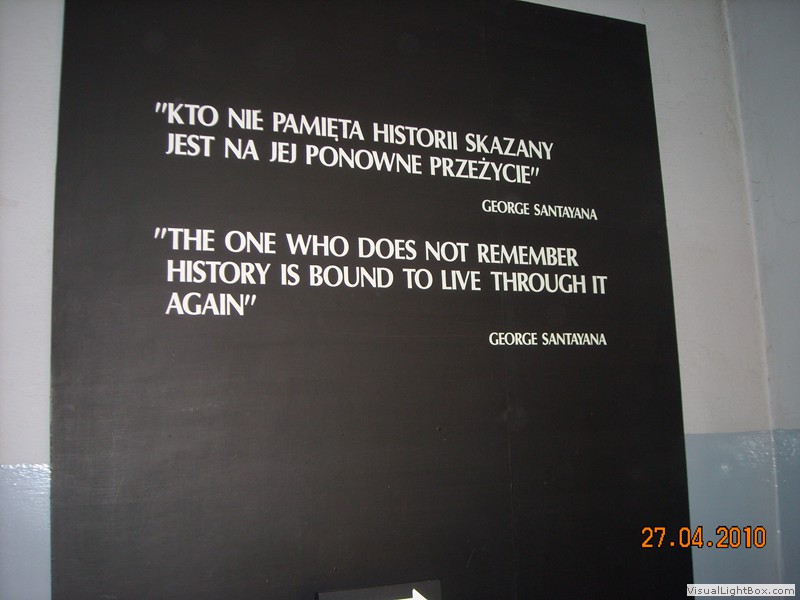 "KTO NIE PAMIĘTA HISTORII SKAZANY
JEST NA JEJ PONOWNE PRZEŻYCIE"
GEORGE SANTAYANA
"THE ONE WHO DOES NOT REMEMBER
HISTORY IS BOUND TO LIVE THROUGH IT
AGAIN"
GEORGE SANTAYANA
27.04.2010
VisualLightBox.com